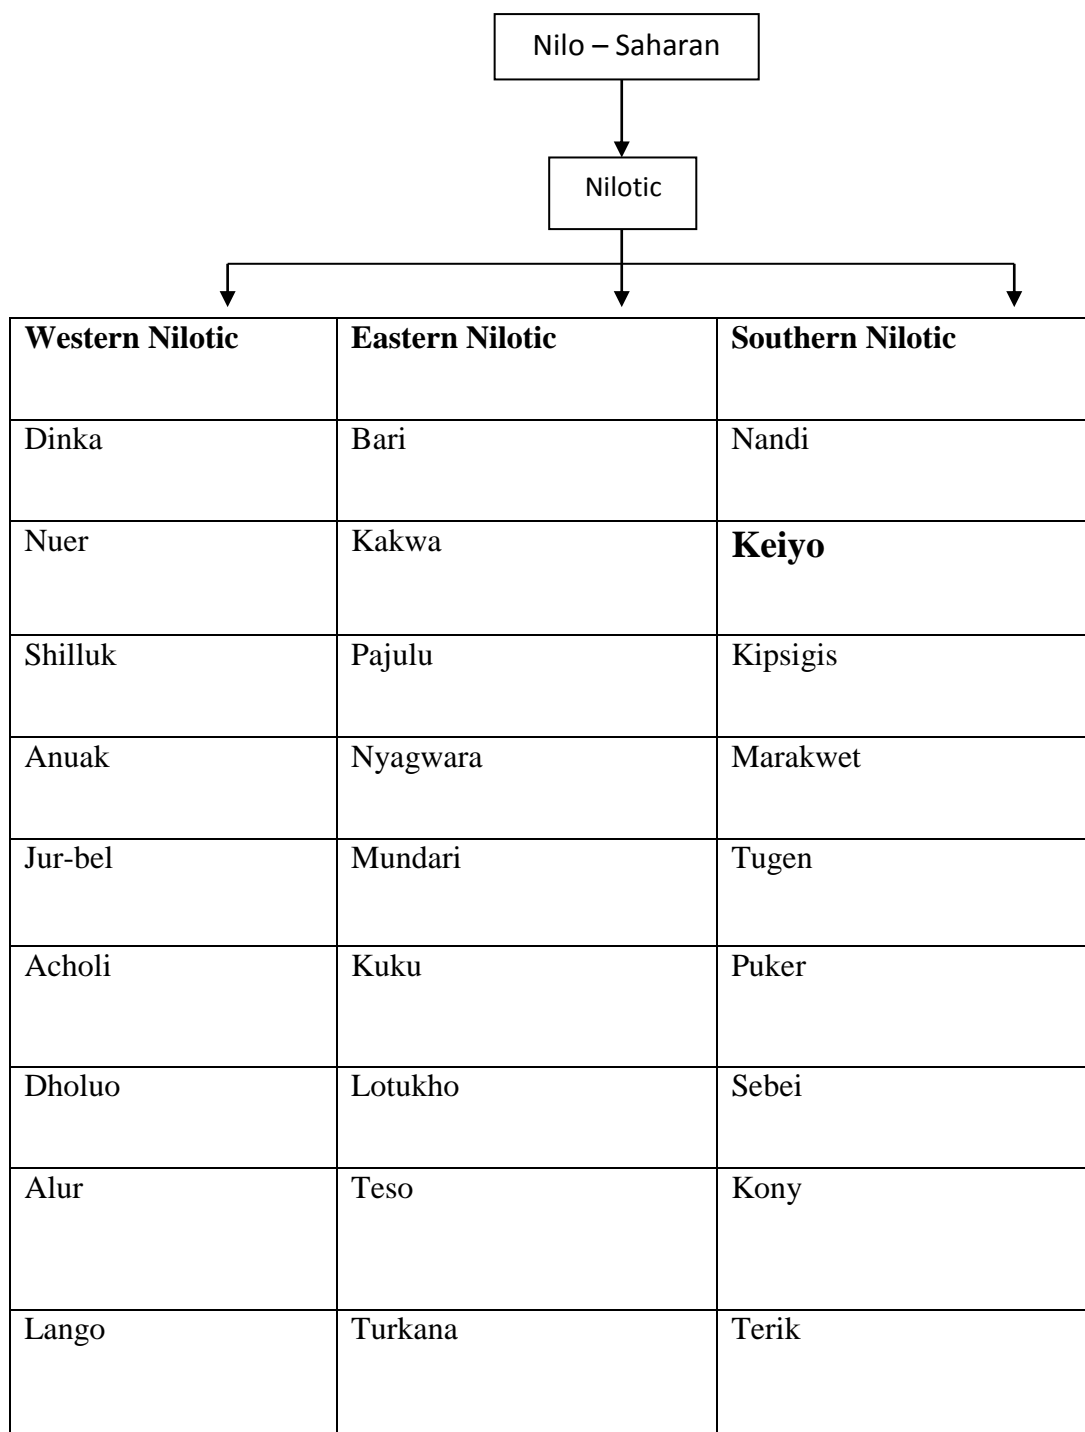 Nilo – Saharan
Nilotic
Western Nilotic Eastern Nilotic Southern Nilotic
Dinka Bari Nandi
Nuer Kakwa Keiyo
Shilluk Pajulu Kipsigis
Anuak Nyagwara Marakwet
Jur-bel Mundari Tugen
Acholi Kuku Puker
Dholuo Lotukho Sebei
Alur Teso Kony
Lango Turkana Terik